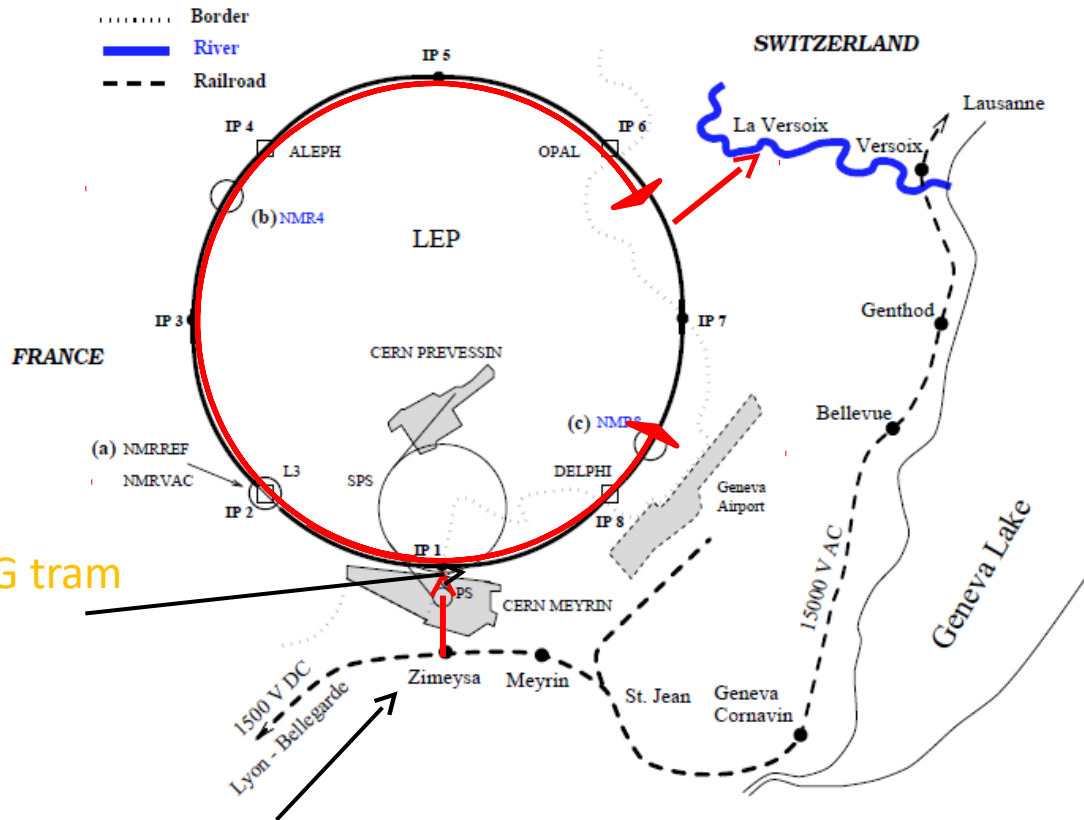 Border
River
Railroad
SWITZERLAND
IP 5
Lausanne
IP 4
IP 6
La Versoix
Versoix
ALEPH
OPAL
(b) NMR4
LEP
IP 3
IP 7
Genthod
FRANCE
CERN PREVESSIN
Bellevue
(c) NMR8
(a) NMRREF
NMRVAC
L3
DELPHI
SPS
Geneva
Airport
IP 2
IP 8
15000 V AC
Geneva Lake
IP 1
G tram
PS
CERN MEYRIN
Zimeysa
Meyrin
St. Jean
Geneva
Cornavin
1500 V DC
Lyon - Bellegarde